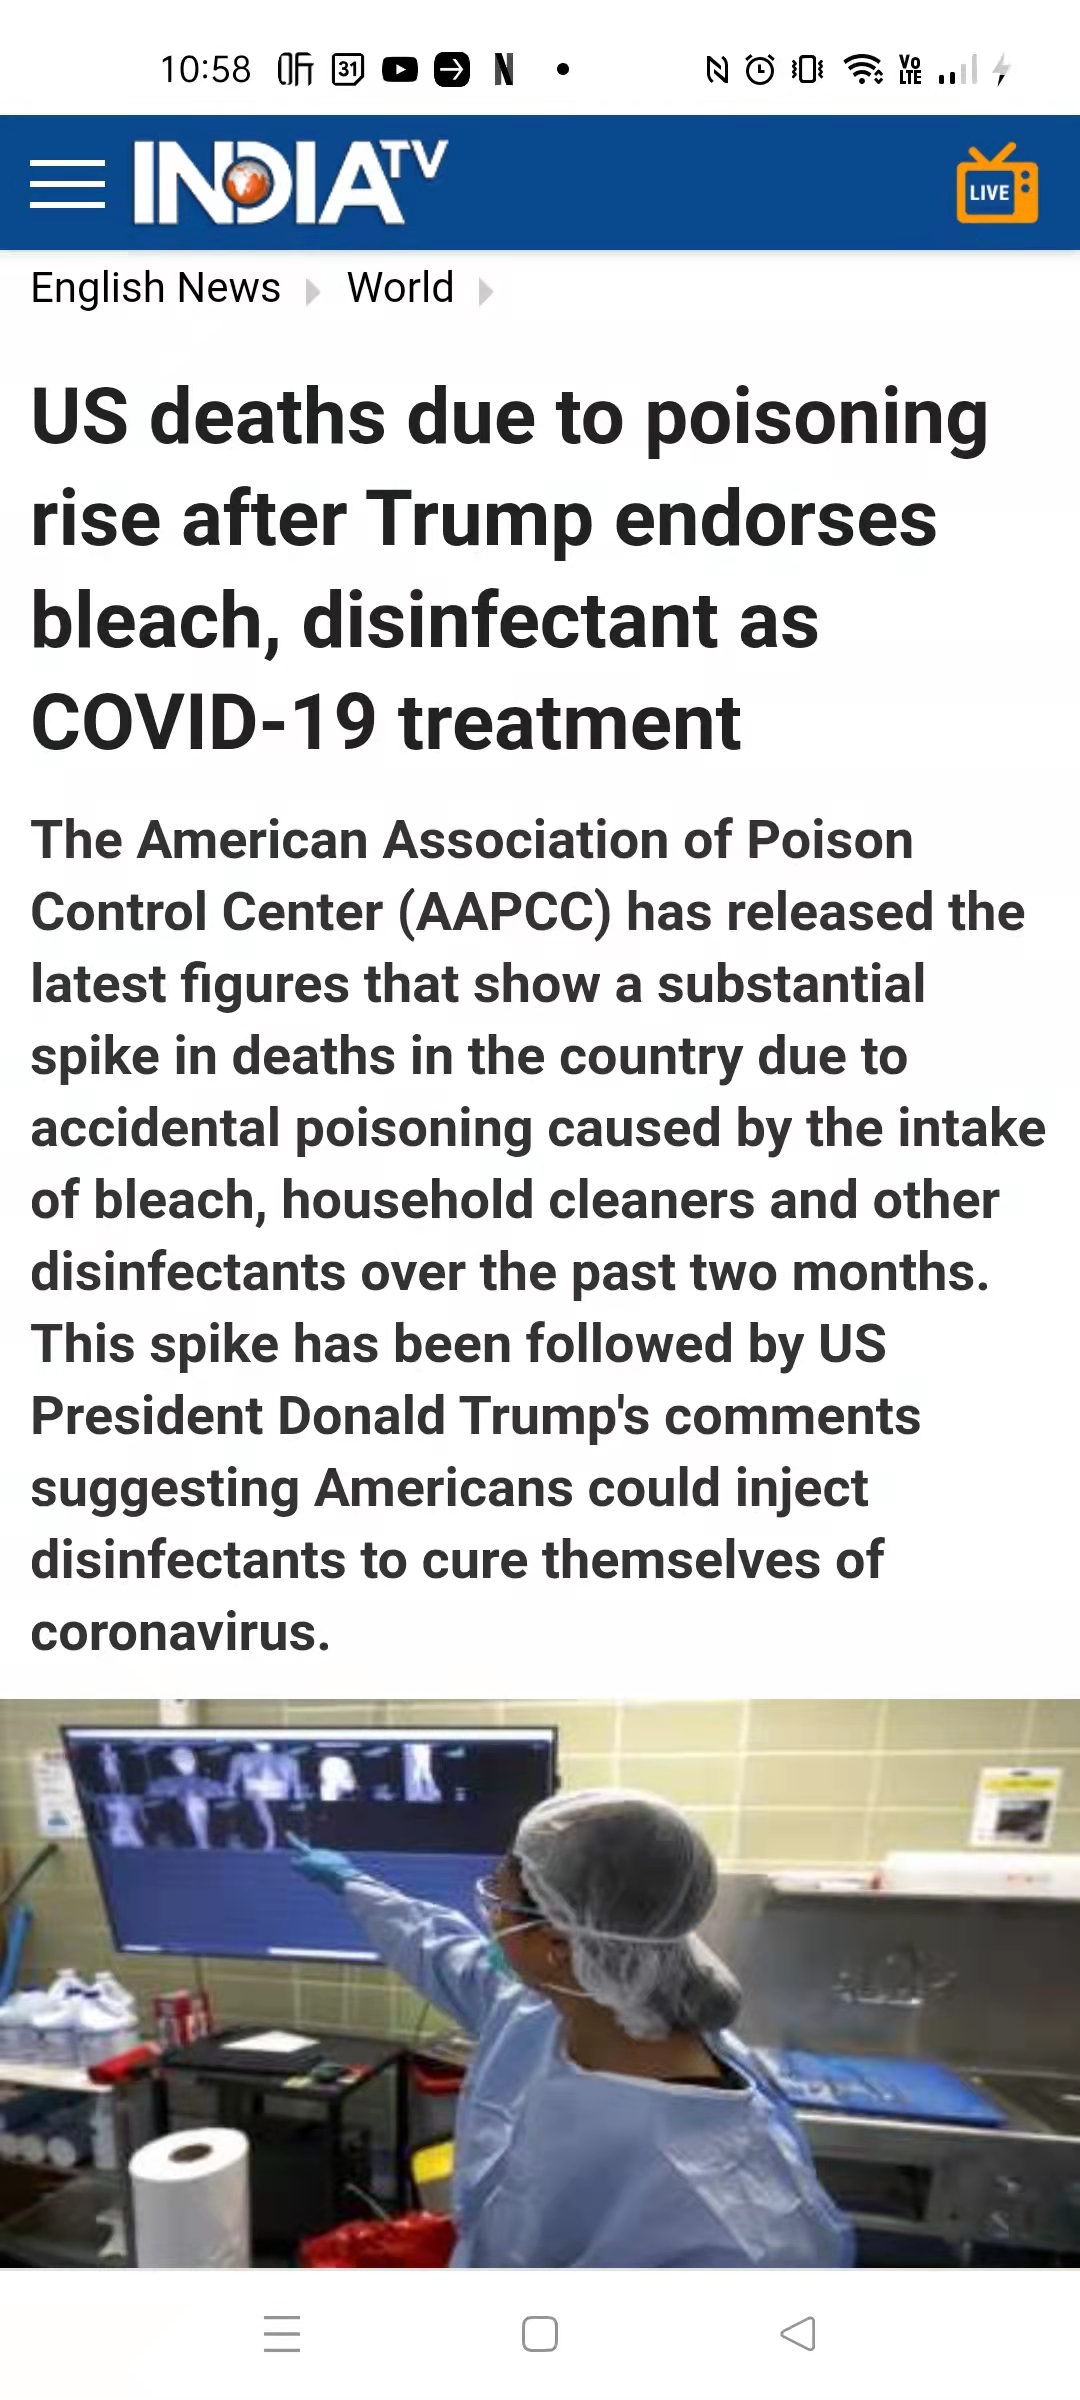 10:58
31
N
Vo
LTE
INDIA TV
LIVE
English News World
US deaths due to poisoning
rise after Trump endorses
bleach, disinfectant as
COVID-19 treatment
The American Association of Poison
Control Center (AAPCC) has released the
latest figures that show a substantial
spike in deaths in the country due to
accidental poisoning caused by the intake
of bleach, household cleaners and other
disinfectants over the past two months.
This spike has been followed by US
President Donald Trump's comments
suggesting Americans could inject
disinfectants to cure themselves of
coronavirus.